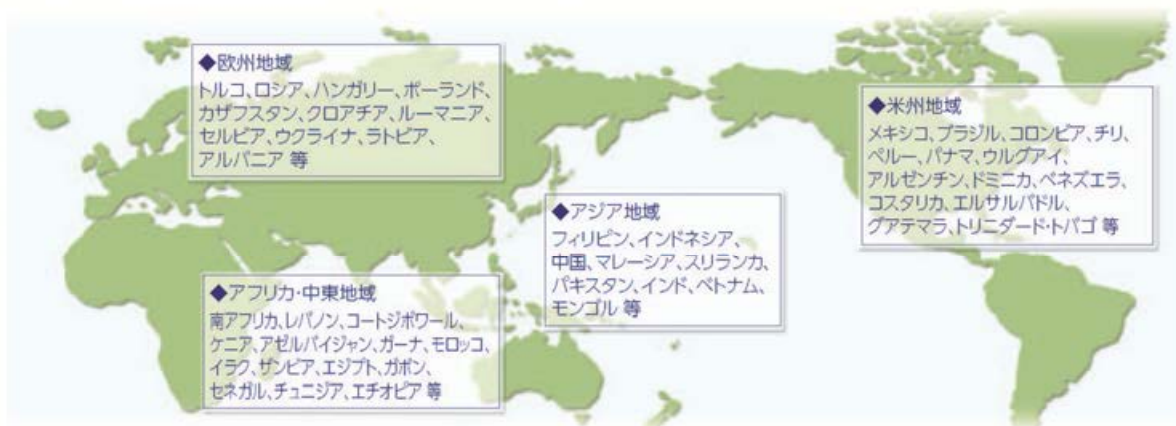 ◆欧州地域
トルコ、ロシア、ハンガリー、ポーランド、
カザフスタン、クロアチア、ルーマニア、
セルビア、ウクライナ、ラトビア、
アルバニア 等
◆米州地域
メキシコ、ブラジル、コロンビア、チリ、
ペルー、パナマ、ウルグアイ、
アルゼンチン、ドミニカ、ベネズエラ、
コスタリカ、エルサルバドル、
グアテマラ、トリニダード・トバゴ 等
◆アジア地域
フィリピン、インドネシア、
中国、マレーシア、スリランカ、
パキスタン、インド、ベトナム、
モンゴル 等
◆アフリカ・中東地域
南アフリカ、レバノン、コートジボワール、
ケニア、アゼルバイジャン、ガーナ、モロッコ、
イラク、ザンビア、エジプト、ガボン、
セネガル、チュニジア、エチオピア 等